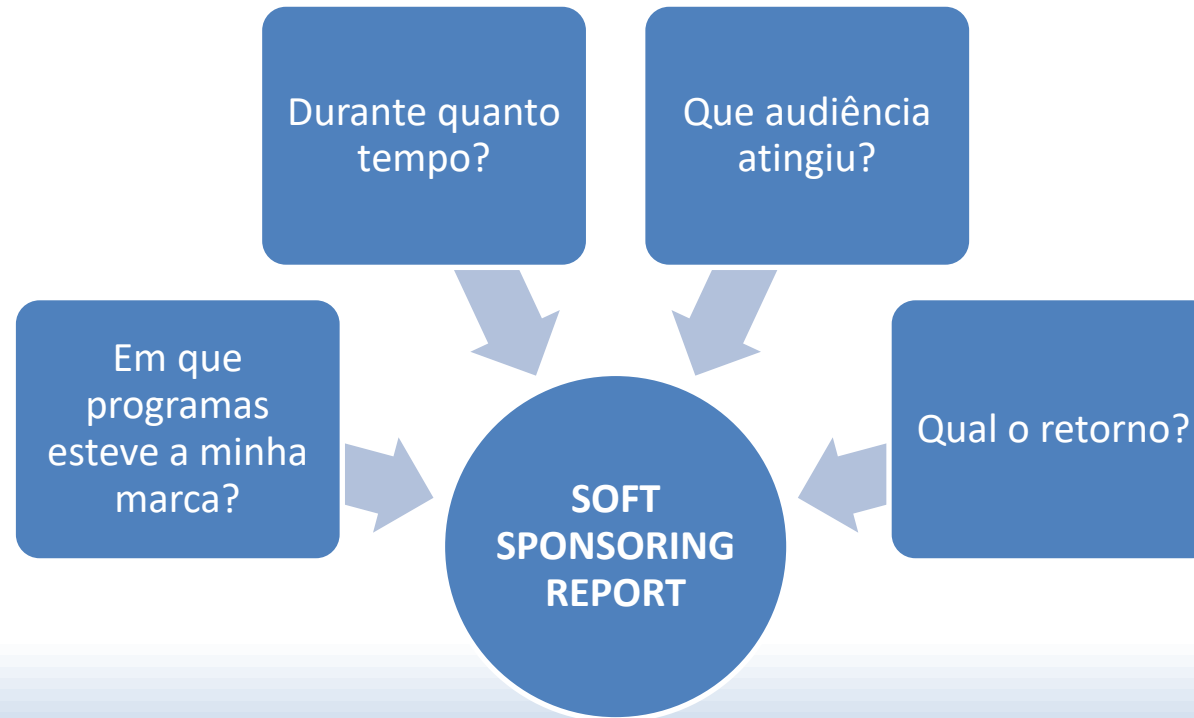 Durante quanto
tempo?
Que audiência
atingiu?
Em que
programas
esteve a minha
marca?
Qual o retorno?
SOFT
SPONSORING
REPORT